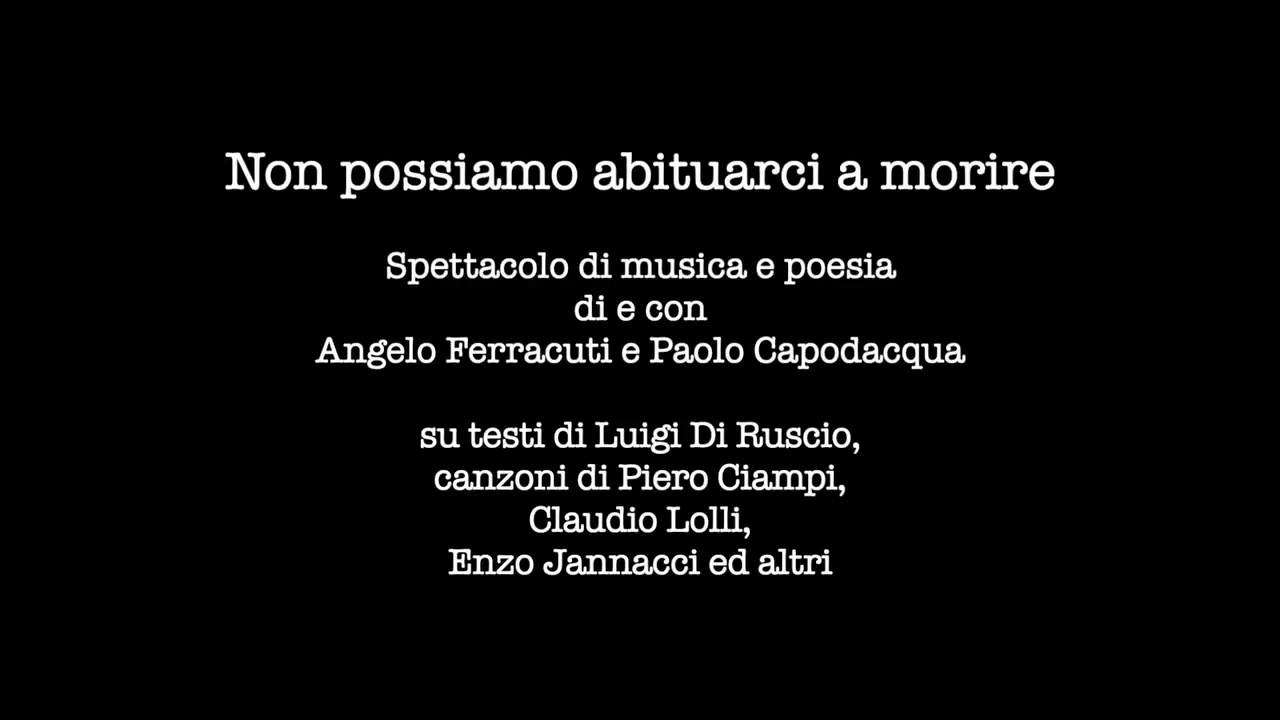 Non possiamo abituarci a morire
Spettacolo di musica e poesia
di e con
Angelo Ferracuti e Paolo Capodacqua
su testi di Luigi Di Ruscio,
canzoni di Piero Ciampi,
Claudio Lolli,
Enzo Jannacci ed altri